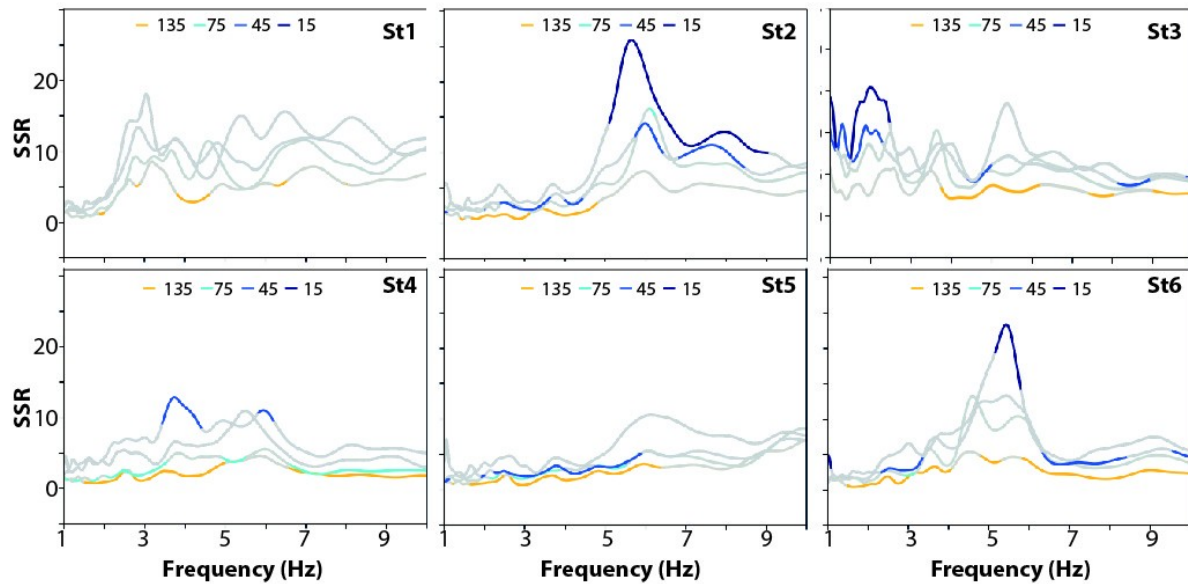 135 75 45 15 St1
135 75 45 15 St2
135 75 45 15 St3
SSR
20
10
0
135 75 45 15 St4
135 75 45 15 St5
135 75 45 15 St6
SSR
20
10
0
1 3 5 7 9
1 3 5 7 9
1 3 5 7 9
Frequency (Hz)
Frequency (Hz)
Frequency (Hz)